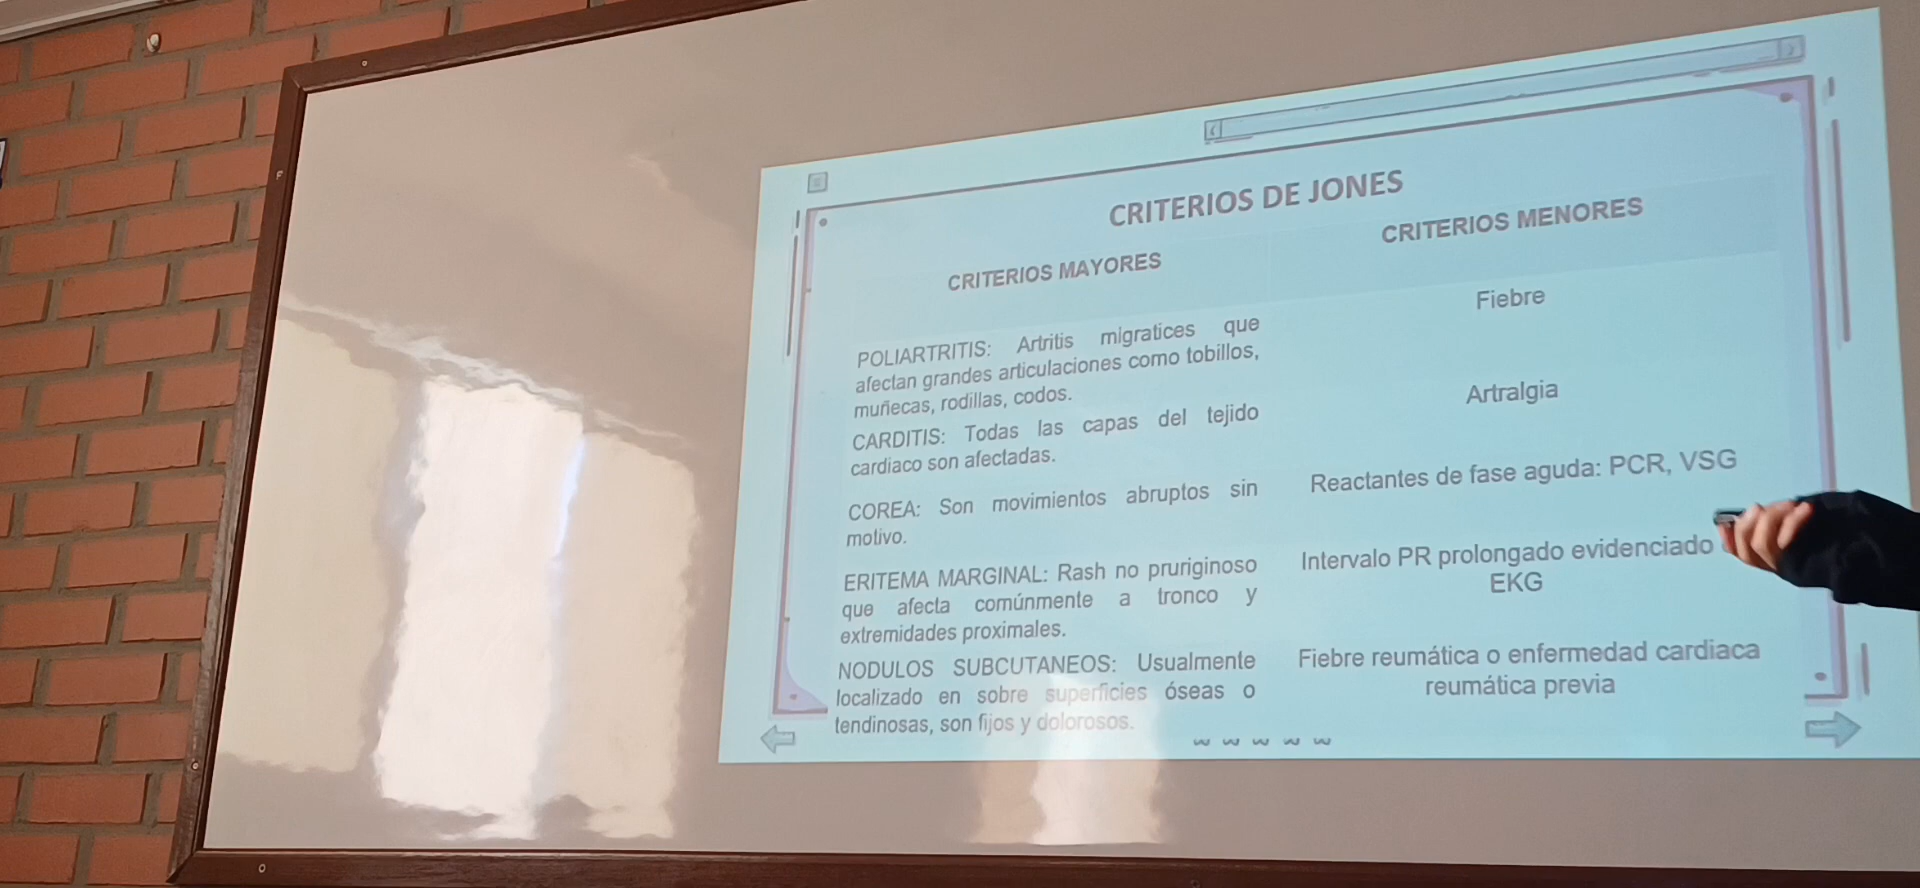 CRITERIOS DE JONES
CRITERIOS MAYORES
POLIARTRITIS: Artritis migratices que
afectan grandes articulaciones como tobillos,
muñecas, rodillas, codos.
CARDITIS: Todas las capas del tejido
cardiaco son afectadas.
COREA: Son movimientos abruptos sin
motivo.
ERITEMA MARGINAL: Rash no pruriginoso
que afecta comúnmente a tronco y
extremidades proximales.
NODULOS SUBCUTANEOS: Usualmente
localizado en sobre superficies óseas o
tendinosas, son fijos y dolorosos.
CRITERIOS MENORES
Fiebre
Artralgia
Reactantes de fase aguda: PCR, VSG
Intervalo PR prolongado evidenciado
EKG
Fiebre reumática o enfermedad cardiaca
reumática previa